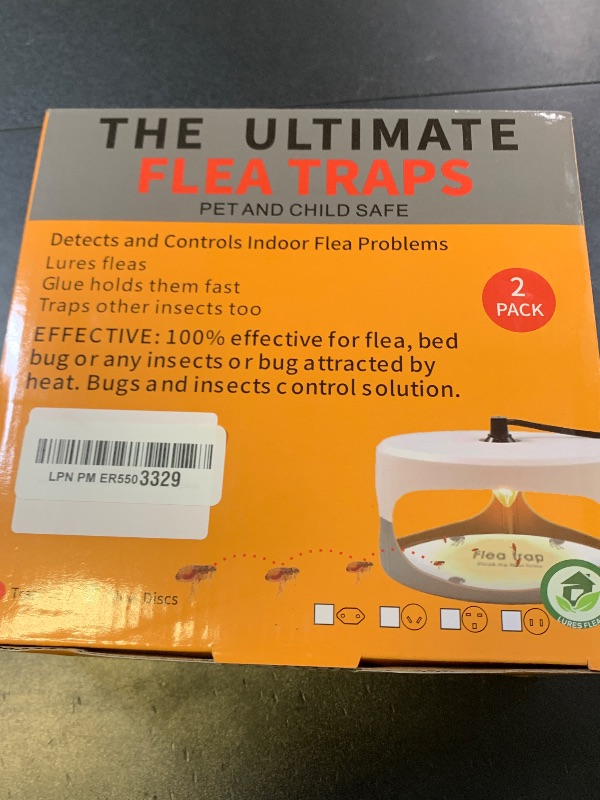 THE ULTIMATE
FLEA TRAPS
PET AND CHILD SAFE
Detects and Controls Indoor Flea Problems
Lures fleas
Glue holds them fast
Traps other insects too
2
PACK
EFFECTIVE: 100% effective for flea, bed
bug or any insects or bug attracted by
heat. Bugs and insects control solution.
LPN PM ER5503329
Flea trap
Discs
LURES FLEA